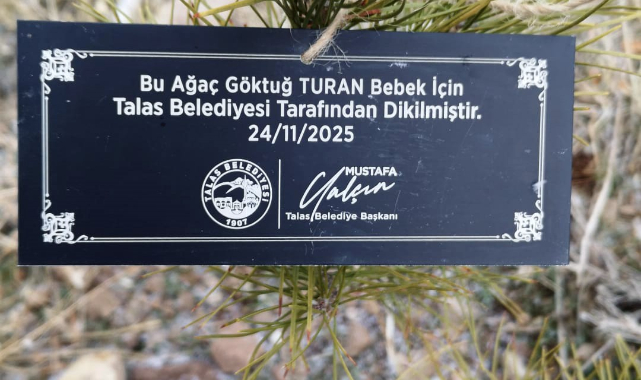 Bu Ağaç Göktuğ TURAN Bebek İçin
Talas Belediyesi Tarafından Dikilmiştir.
24/11/2025
TALAS BELEDİYESİ
1907
MUSTAFA
Yalçın
Talas Belediye Başkanı